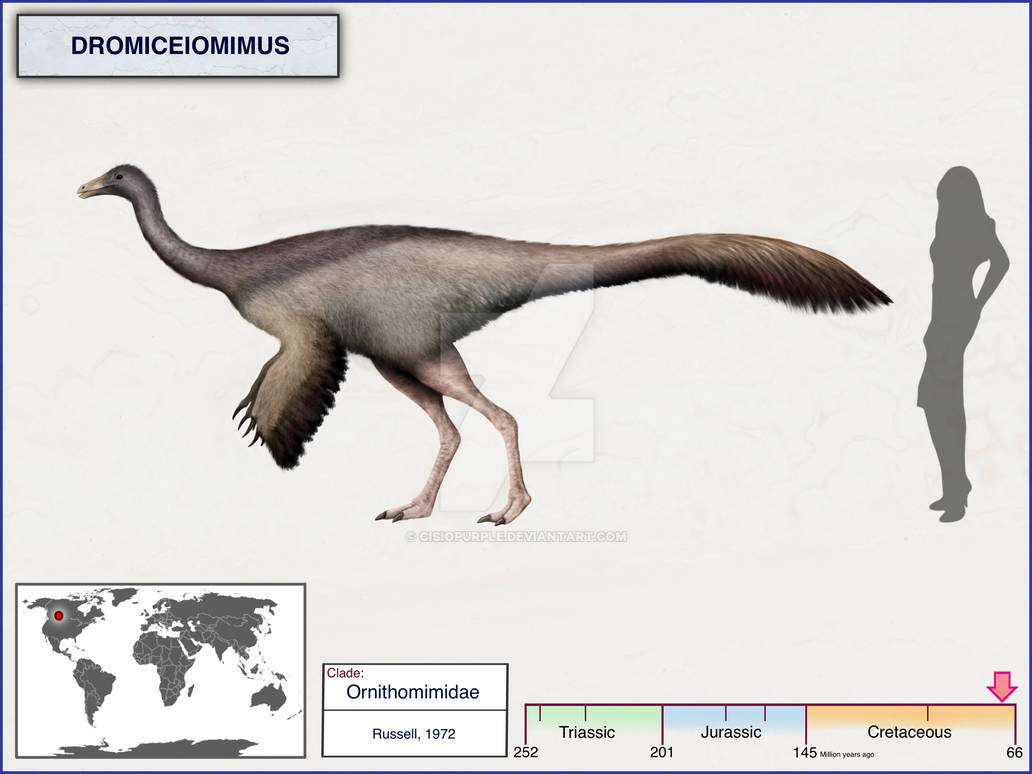 DROMICEIOMIMUS
© CISIOPURPLE.DEVIANTART.COM
Clade:
Ornithomimidae
Russell, 1972
Triassic
Jurassic
Cretaceous
252
201
145
Million years ago
66